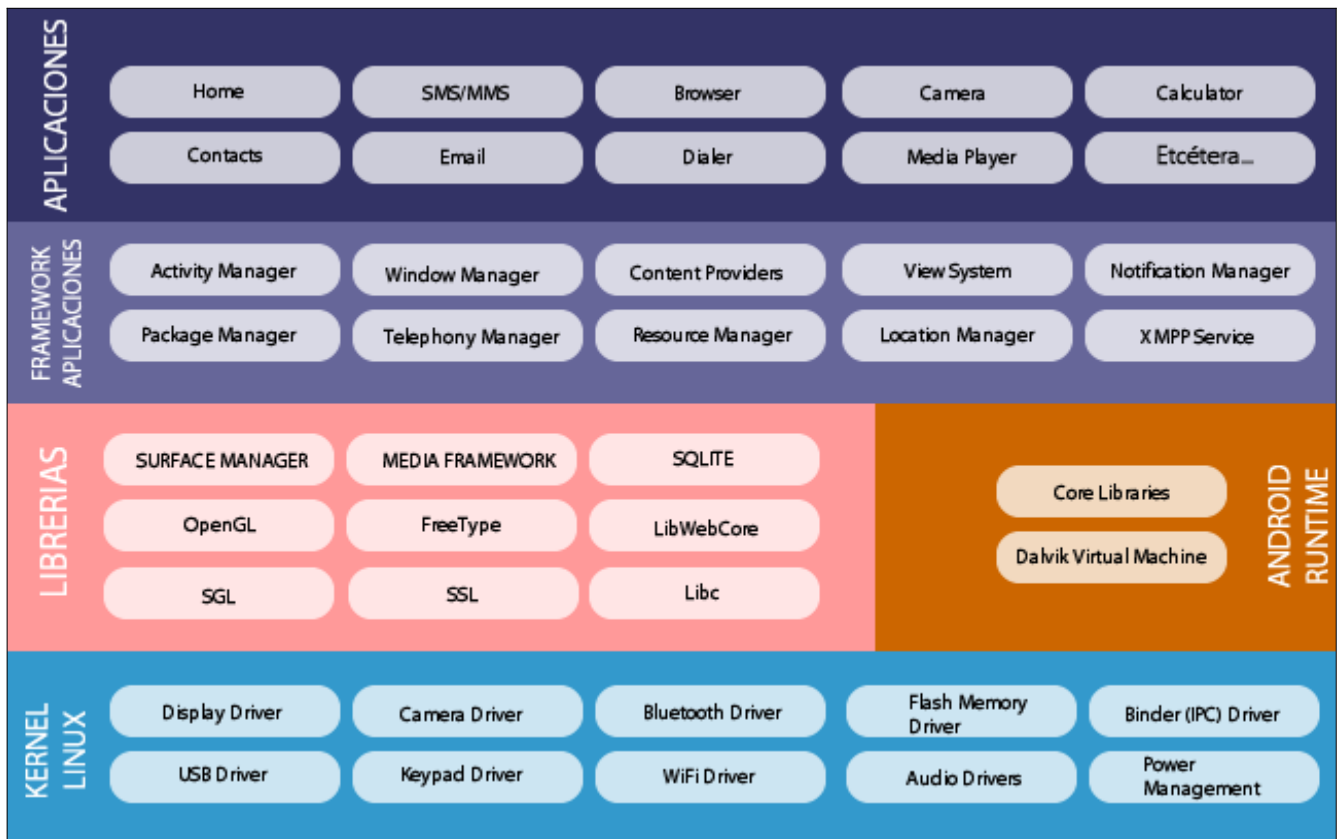 APLICACIONES
Home
SMS/MMS
Browser
Camera
Calculator
Contacts
Email
Dialer
Media Player
Etcétera...
FRAMEWORK
APLICACIONES
Activity Manager
Window Manager
Content Providers
View System
Notification Manager
Package Manager
Telephony Manager
Resource Manager
Location Manager
XMPP Service
LIBRERIAS
SURFACE MANAGER
MEDIA FRAMEWORK
SQLITE
OpenGL
FreeType
LibWebCore
SGL
SSL
Libc
Core Libraries
Dalvik Virtual Machine
ANDROID
RUNTIME
KERNEL
LINUX
Display Driver
Camera Driver
Bluetooth Driver
Flash Memory
Driver
Binder (IPC) Driver
USB Driver
Keypad Driver
WiFi Driver
Audio Drivers
Power
Management